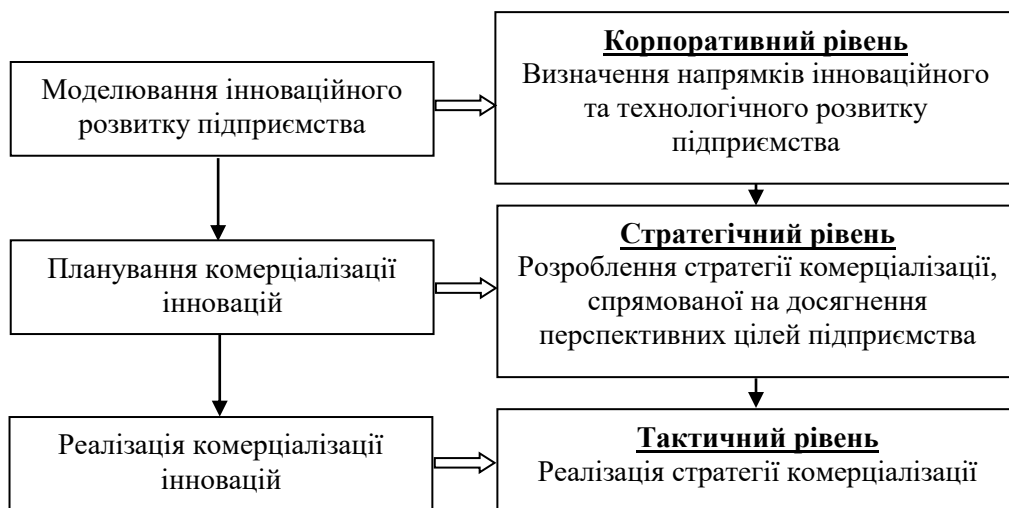 Моделювання інноваційного
розвитку підприємства
Корпоративний рівень
Визначення напрямків інноваційного
та технологічного розвитку
підприємства
Планування комерціалізації
інновацій
Стратегічний рівень
Розроблення стратегії комерціалізації,
спрямованої на досягнення
перспективних цілей підприємства
Реалізація комерціалізації
інновацій
Тактичний рівень
Реалізація стратегії комерціалізації